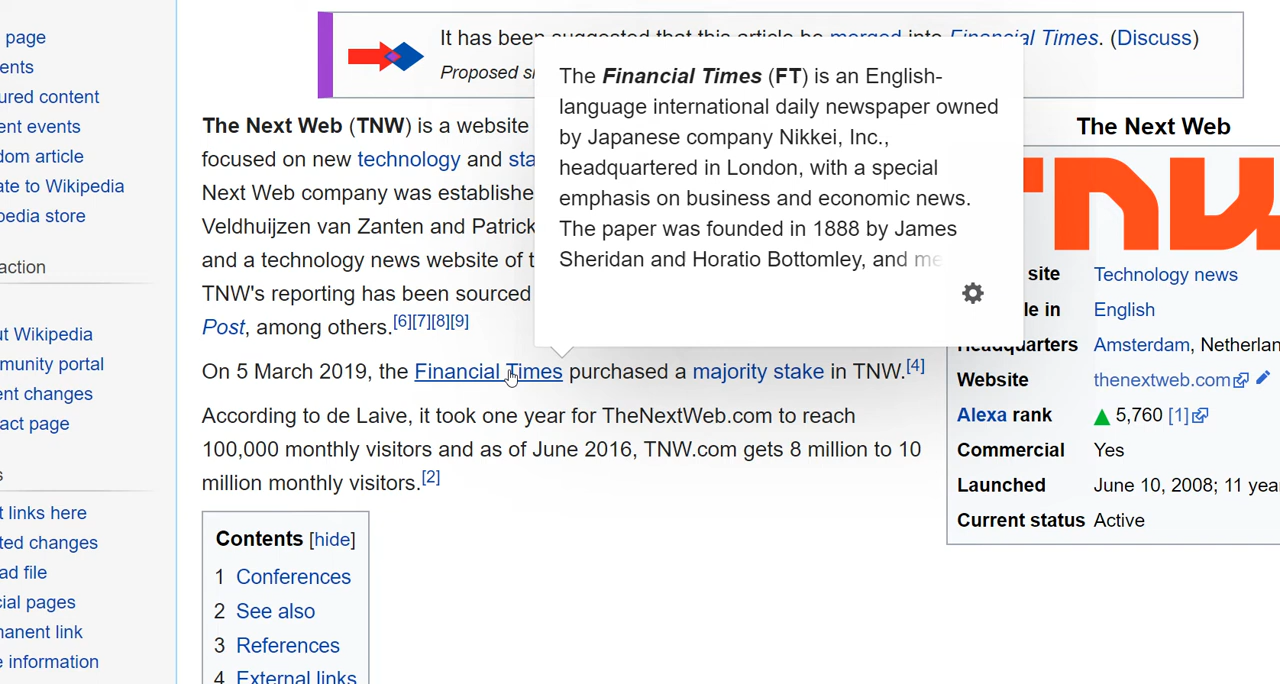 page
ents
ured content
ent events
dom article
ate to Wikipedia
pedia store
action
ut Wikipedia
munity portal
ent changes
act page
s
t links here
ted changes
ad file
cial pages
manent link
e information
It has been suggested that this article be merged into Financial Times. (Discuss)
Proposed si
The Next Web (TNW) is a website
focused on new technology and sta
Next Web company was establishe
Veldhuijzen van Zanten and Patrick
and a technology news website of t
TNW's reporting has been sourced
Post, among others.[6][7][8][9]
The Financial Times (FT) is an English-
language international daily newspaper owned
by Japanese company Nikkei, Inc.,
headquartered in London, with a special
emphasis on business and economic news.
The paper was founded in 1888 by James
Sheridan and Horatio Bottomley, and me
On 5 March 2019, the Financial Times purchased a majority stake in TNW.[4]
According to de Laive, it took one year for TheNextWeb.com to reach
100,000 monthly visitors and as of June 2016, TNW.com gets 8 million to 10
million monthly visitors.[2]
Contents [hide]
1 Conferences
2 See also
3 References
4 External links
The Next Web
TNW
site Technology news
le in English
Headquarters Amsterdam, Netherlan
Website thenextweb.com
Alexa rank 5,760 [1]
Commercial Yes
Launched June 10, 2008; 11 yea
Current status Active